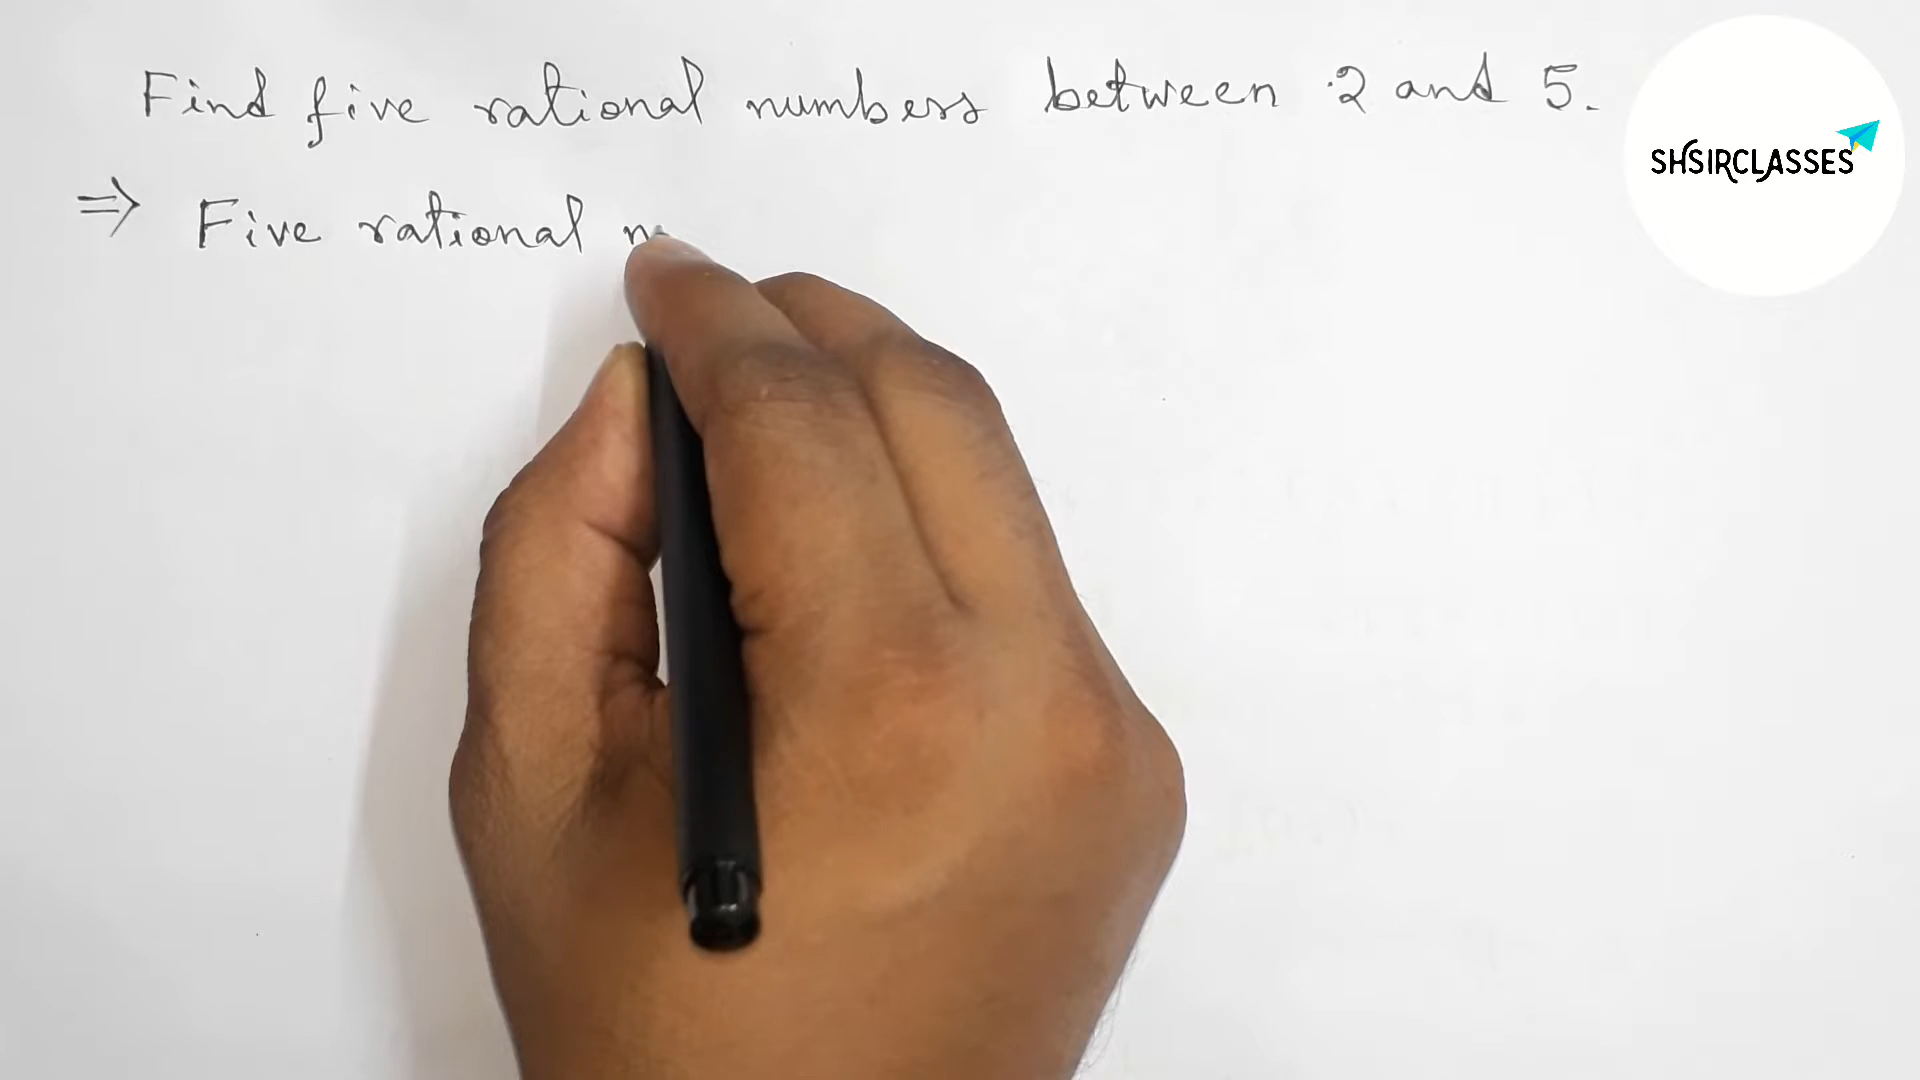 Find five rational numbers between 2 and 5.
SHSIRCLASSES
⇒ Five rational